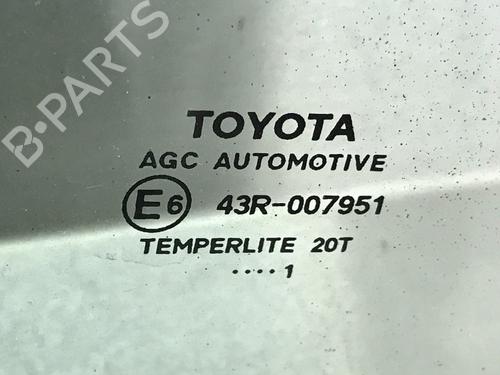 B-PARTS
TOYOTA
AGC AUTOMOTIVE
E6 43R-007951
TEMPERLITE 20T
....1